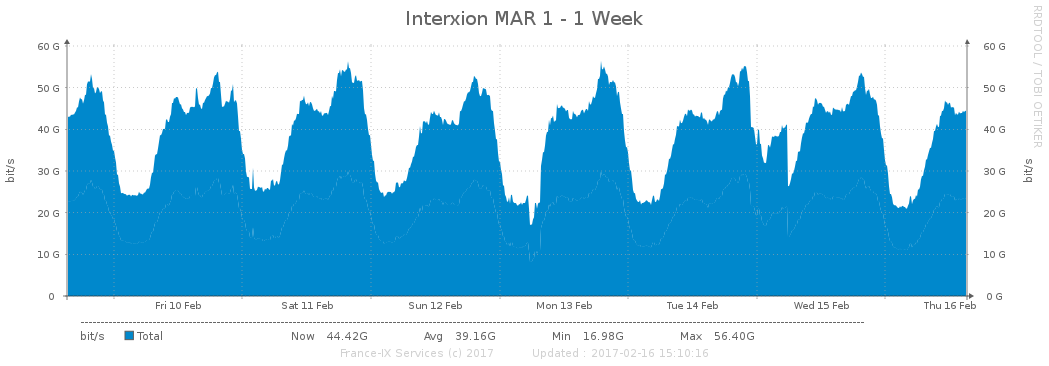 Interxion MAR 1 - 1 Week
RRDTOOL / TOBI OETIKER
bit/s
60 G 60 G
50 G 50 G
40 G 40 G
30 G 30 G
20 G 20 G
10 G 10 G
0 0 G
bit/s
Fri 10 Feb Sat 11 Feb Sun 12 Feb Mon 13 Feb Tue 14 Feb Wed 15 Feb Thu 16 Feb
bit/s Total Now 44.42G Avg 39.16G Min 16.98G Max 56.40G
France-IX Services (c) 2017 Updated : 2017-02-16 15:10:16